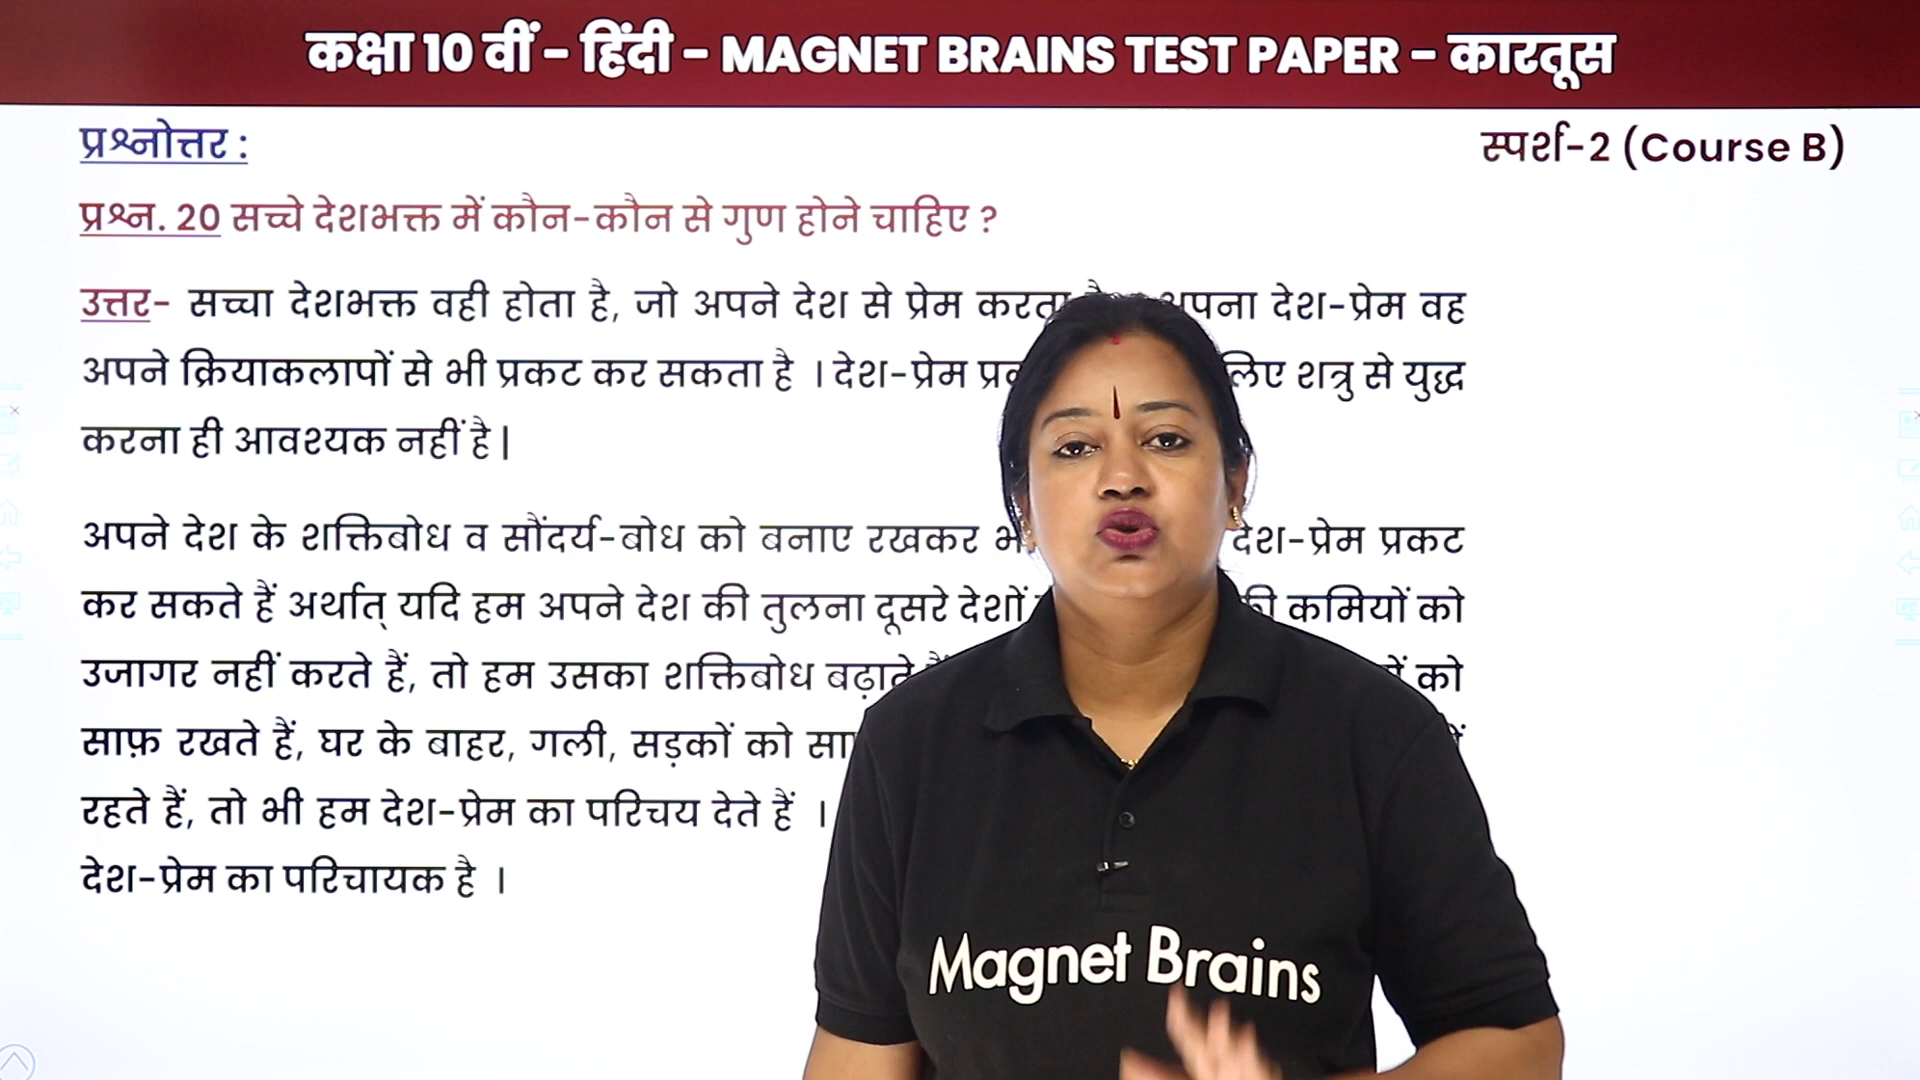 कक्षा 10 वीं - हिंदी - MAGNET BRAINS TEST PAPER - कारतूस
प्रश्नोत्तर :
स्पर्श-2 (Course B)
प्रश्न. 20 सच्चे देशभक्त में कौन-कौन से गुण होने चाहिए ?
उत्तर- सच्चा देशभक्त वही होता है, जो अपने देश से प्रेम करता देश-प्रेम वह
अपने क्रियाकलापों से भी प्रकट कर सकता है । देश-प्रेम शत्रु से युद्ध
करना ही आवश्यक नहीं है |
अपने देश के शक्तिबोध व सौंदर्य-बोध को बनाए रखकर देश-प्रेम प्रकट
कर सकते हैं अर्थात् यदि हम अपने देश की तुलना दूसरे देशों कमियों को
उजागर नहीं करते हैं, तो हम उसका शक्तिबोध बढ़ाते को
साफ़ रखते हैं, घर के बाहर, गली, सड़कों को
रहते हैं, तो भी हम देश-प्रेम का परिचय देते हैं ।
देश-प्रेम का परिचायक है ।
Magnet Brains